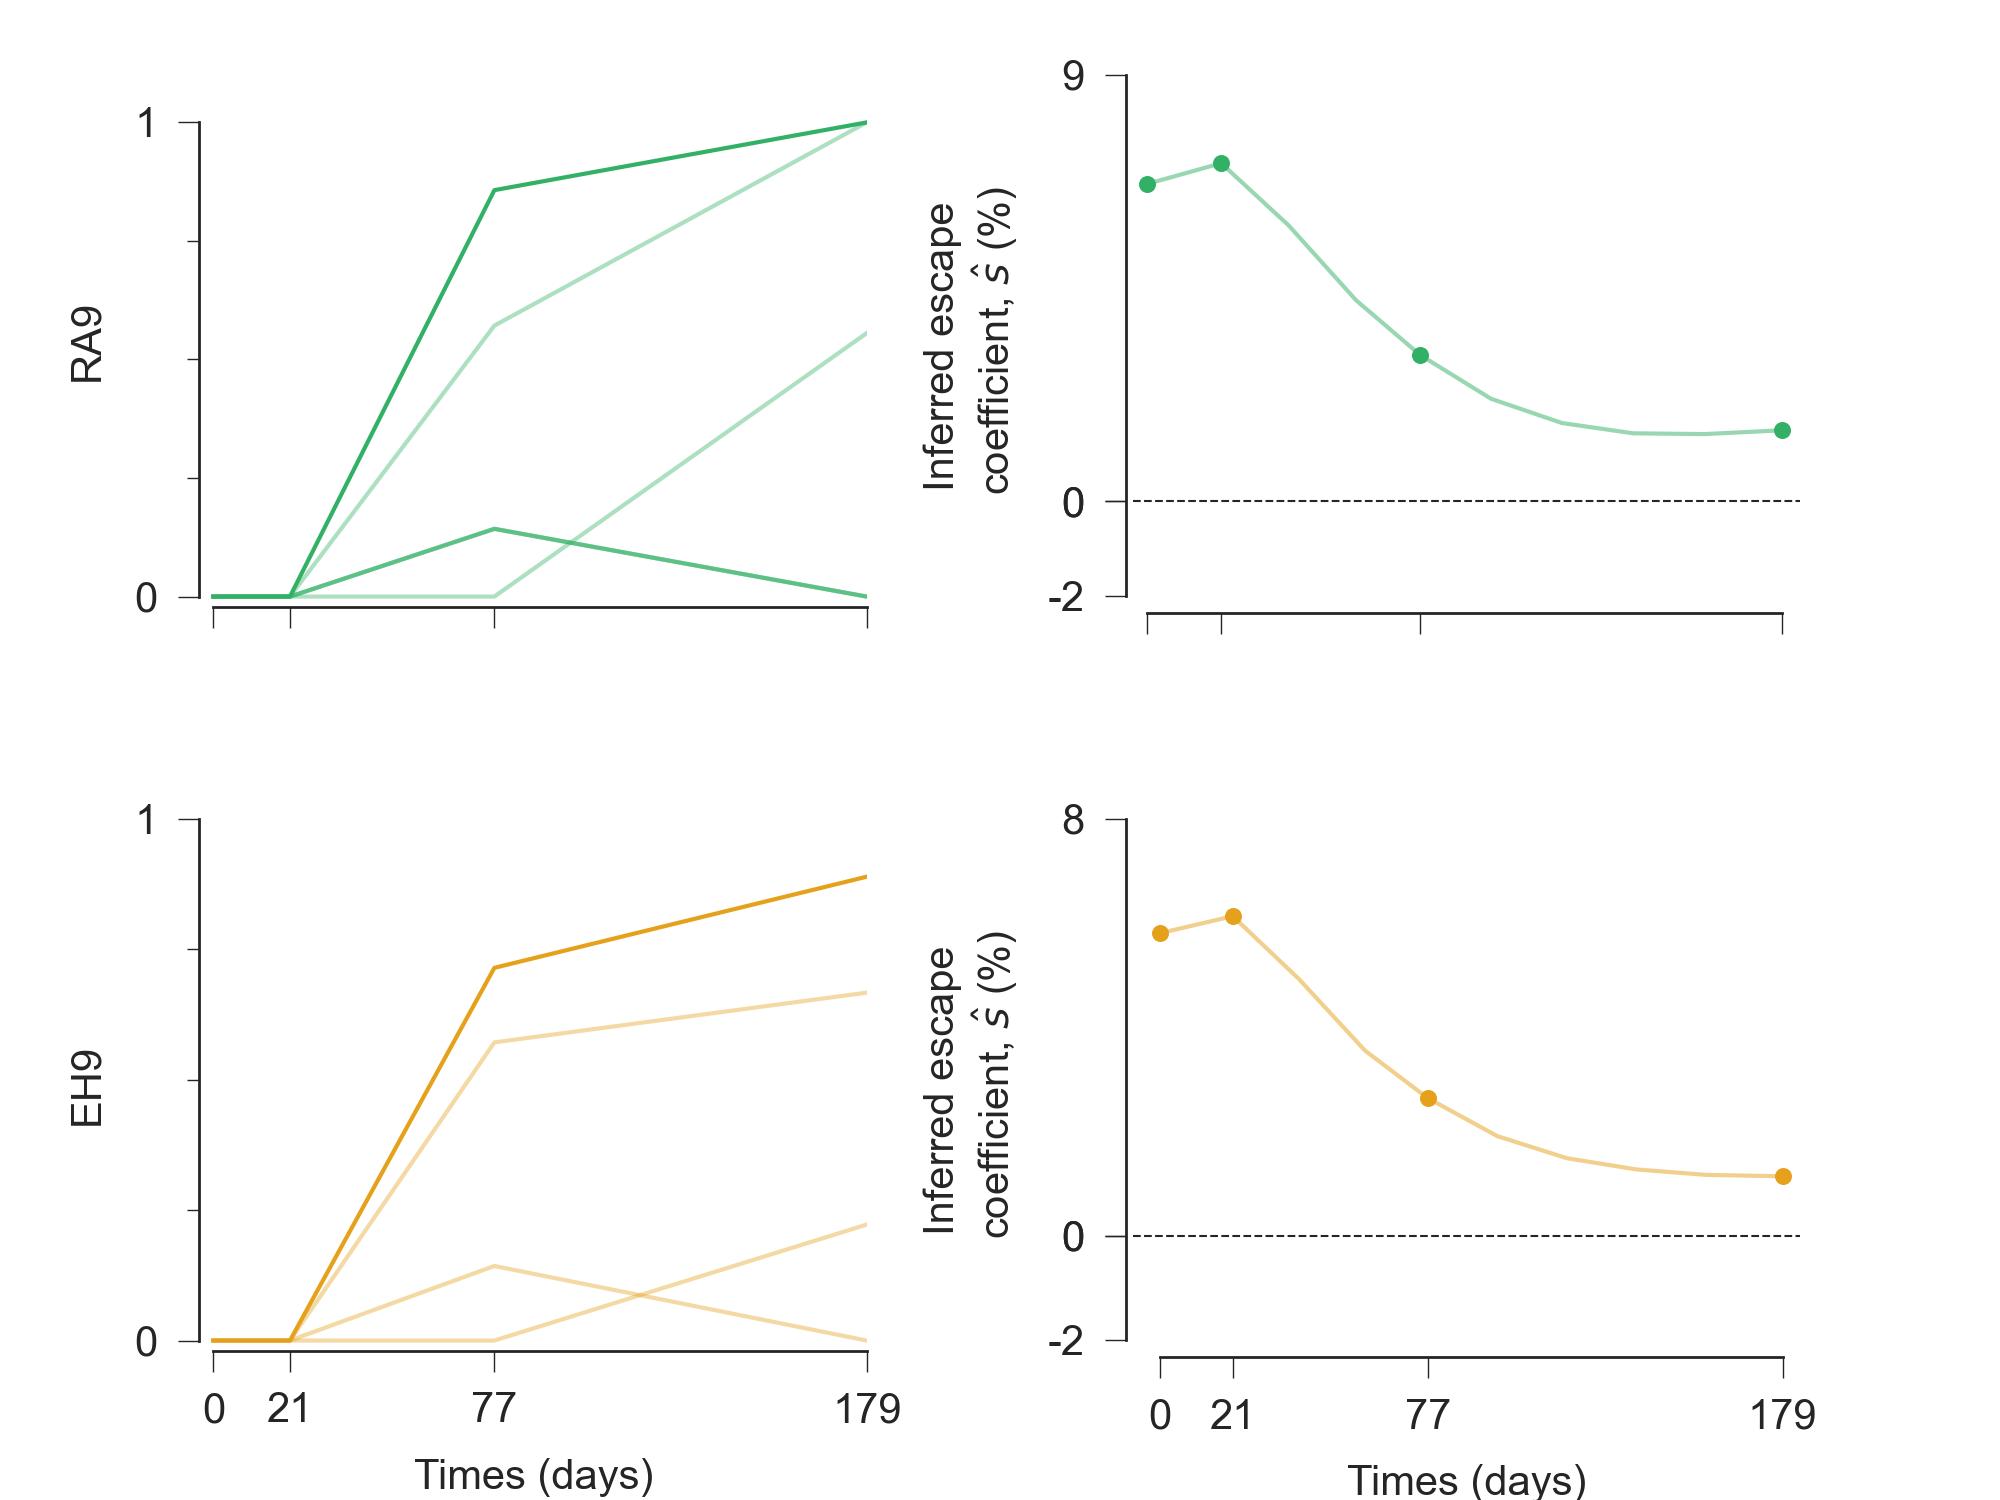 1
RA9
0
9
Inferred escape
coefficient, ŝ (%)
0
-2
1
EH9
0
0 21 77 179
Times (days)
8
Inferred escape
coefficient, ŝ (%)
0
-2
0 21 77 179
Times (days)